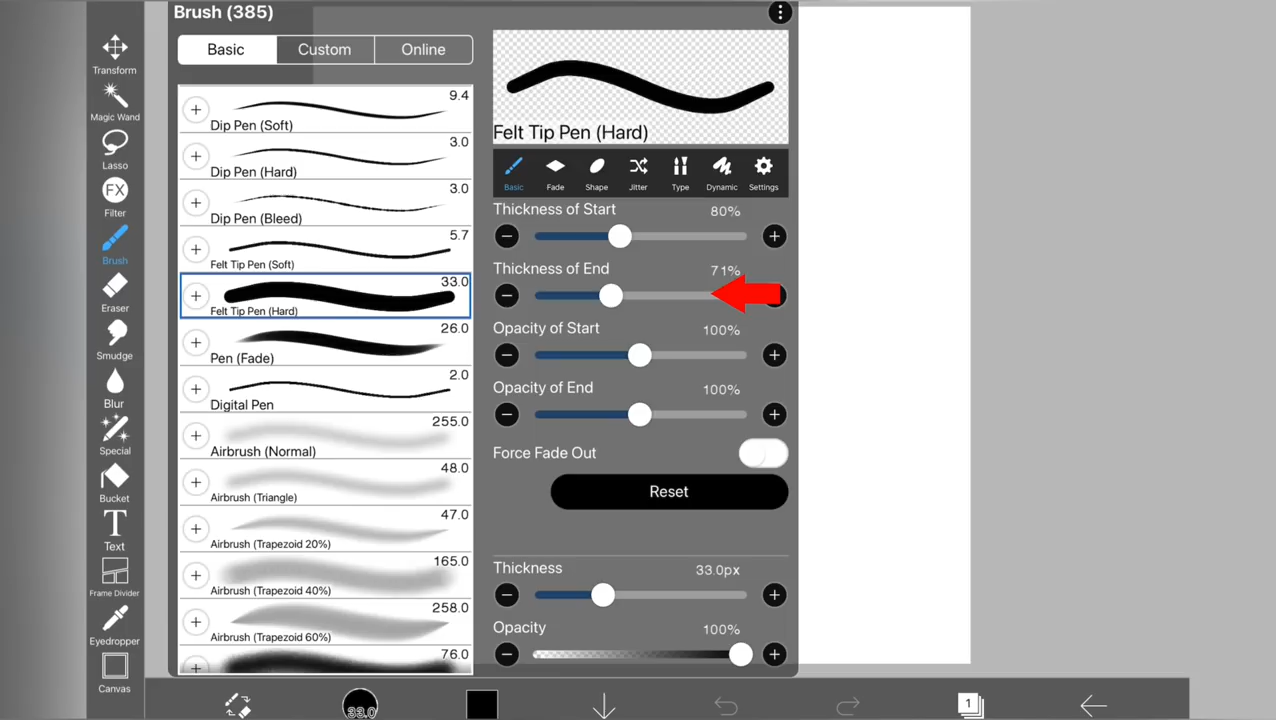 Brush (385)
Basic
Custom
Online
Transform
Magic Wand
Lasso
FX
Filter
Brush
Eraser
Smudge
Blur
Special
Bucket
T
Text
Frame Divider
Eyedropper
Canvas
9.4
Dip Pen (Soft)
3.0
Dip Pen (Hard)
3.0
Dip Pen (Bleed)
5.7
Felt Tip Pen (Soft)
33.0
Felt Tip Pen (Hard)
26.0
Pen (Fade)
2.0
Digital Pen
255.0
Airbrush (Normal)
48.0
Airbrush (Triangle)
47.0
Airbrush (Trapezoid 20%)
165.0
Airbrush (Trapezoid 40%)
258.0
Airbrush (Trapezoid 60%)
76.0
Felt Tip Pen (Hard)
Basic
Fade
Shape
Jitter
Type
Dynamic
Settings
Thickness of Start 80%
Thickness of End 71%
Opacity of Start 100%
Opacity of End 100%
Force Fade Out
Reset
Thickness 33.0px
Opacity 100%
33.0
1